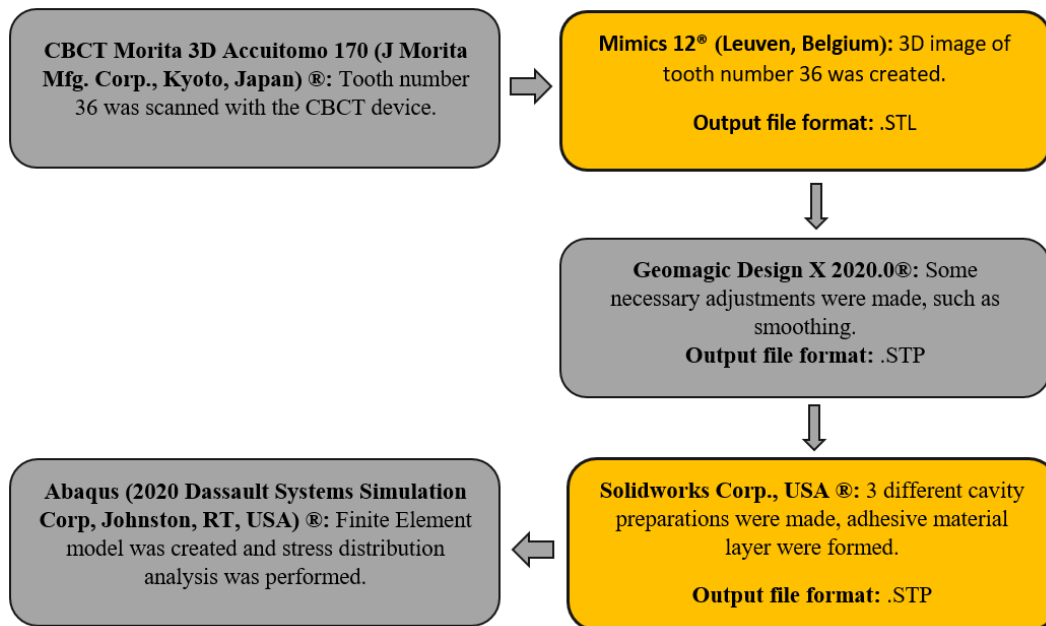 CBCT Morita 3D Accuitomo 170 (J Morita
Mfg. Corp., Kyoto, Japan) ®: Tooth number
36 was scanned with the CBCT device.
Mimics 12® (Leuven, Belgium): 3D image of
tooth number 36 was created.
Output file format: .STL
Geomagic Design X 2020.0®: Some
necessary adjustments were made, such as
smoothing.
Output file format: .STP
Solidworks Corp., USA ®: 3 different cavity
preparations were made, adhesive material
layer were formed.
Output file format: .STP
Abaqus (2020 Dassault Systems Simulation
Corp, Johnston, RT, USA) ®: Finite Element
model was created and stress distribution
analysis was performed.